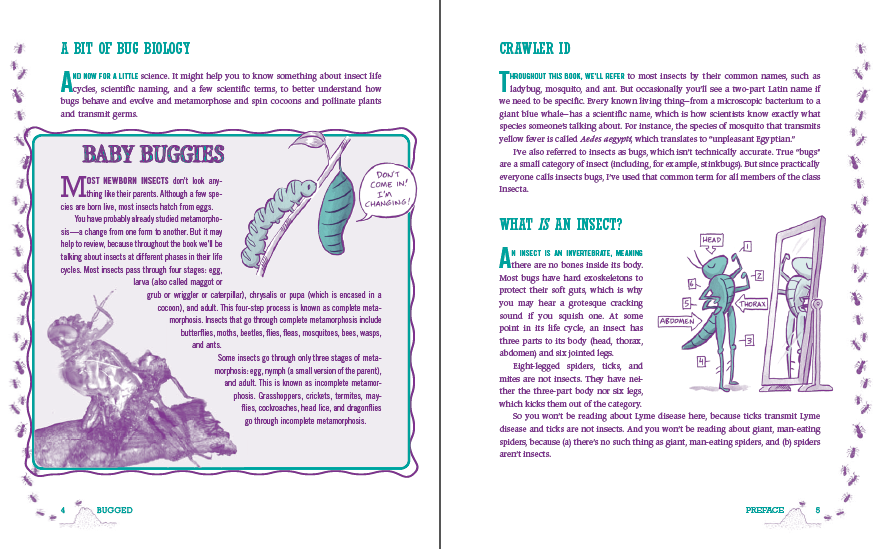 A BIT OF BUG BIOLOGY
AND NOW FOR A LITTLE science. It might help you to know something about insect life
cycles, scientific naming, and a few scientific terms, to better understand how
bugs behave and evolve and metamorphose and spin cocoons and pollinate plants
and transmit germs.
BABY BUGGIES
MOST NEWBORN INSECTS don't look any-
thing like their parents. Although a few spe-
cies are born live, most insects hatch from eggs.
You have probably already studied metamorpho-
sis—a change from one form to another. But it may
help to review, because throughout the book we'll be
talking about insects at different phases in their life
cycles. Most insects pass through four stages: egg,
larva (also called maggot or
grub or wriggler or caterpillar), chrysalis or pupa (which is encased in a
cocoon), and adult. This four-step process is known as complete meta-
morphosis. Insects that go through complete metamorphosis include
butterflies, moths, beetles, flies, fleas, mosquitoes, bees, wasps,
and ants.
Some insects go through only three stages of meta-
morphosis: egg, nymph (a small version of the parent),
and adult. This is known as incomplete metamor-
phosis. Grasshoppers, crickets, termites, may-
flies, cockroaches, head lice, and dragonflies
go through incomplete metamorphosis.
DON'T
COME IN!
I'M
CHANGING!
4
BUGGED
CRAWLER ID
THROUGHOUT THIS BOOK, WE'LL REFER to most insects by their common names, such as
ladybug, mosquito, and ant. But occasionally you'll see a two-part Latin name if
we need to be specific. Every known living thing—from a microscopic bacterium to a
giant blue whale—has a scientific name, which is how scientists know exactly what
species someone's talking about. For instance, the species of mosquito that transmits
yellow fever is called Aedes aegypti, which translates to "unpleasant Egyptian."
I've also referred to insects as bugs, which isn't technically accurate. True "bugs"
are a small category of insect (including, for example, stinkbugs). But since practically
everyone calls insects bugs, I've used that common term for all members of the class
Insecta.
WHAT IS AN INSECT?
AN INSECT IS AN INVERTEBRATE, MEANING
there are no bones inside its body.
Most bugs have hard exoskeletons to
protect their soft guts, which is why
you may hear a grotesque cracking
sound if you squish one. At some
point in its life cycle, an insect has
three parts to its body (head, thorax,
abdomen) and six jointed legs.
Eight-legged spiders, ticks, and
mites are not insects. They have nei-
ther the three-part body nor six legs,
which kicks them out of the category.
So you won't be reading about Lyme disease here, because ticks transmit Lyme
disease and ticks are not insects. And you won't be reading about giant, man-eating
spiders, because (a) there's no such thing as giant, man-eating spiders, and (b) spiders
aren't insects.
HEAD
1
2
6
5
THORAX
ABDOMEN
3
4
PREFACE
5